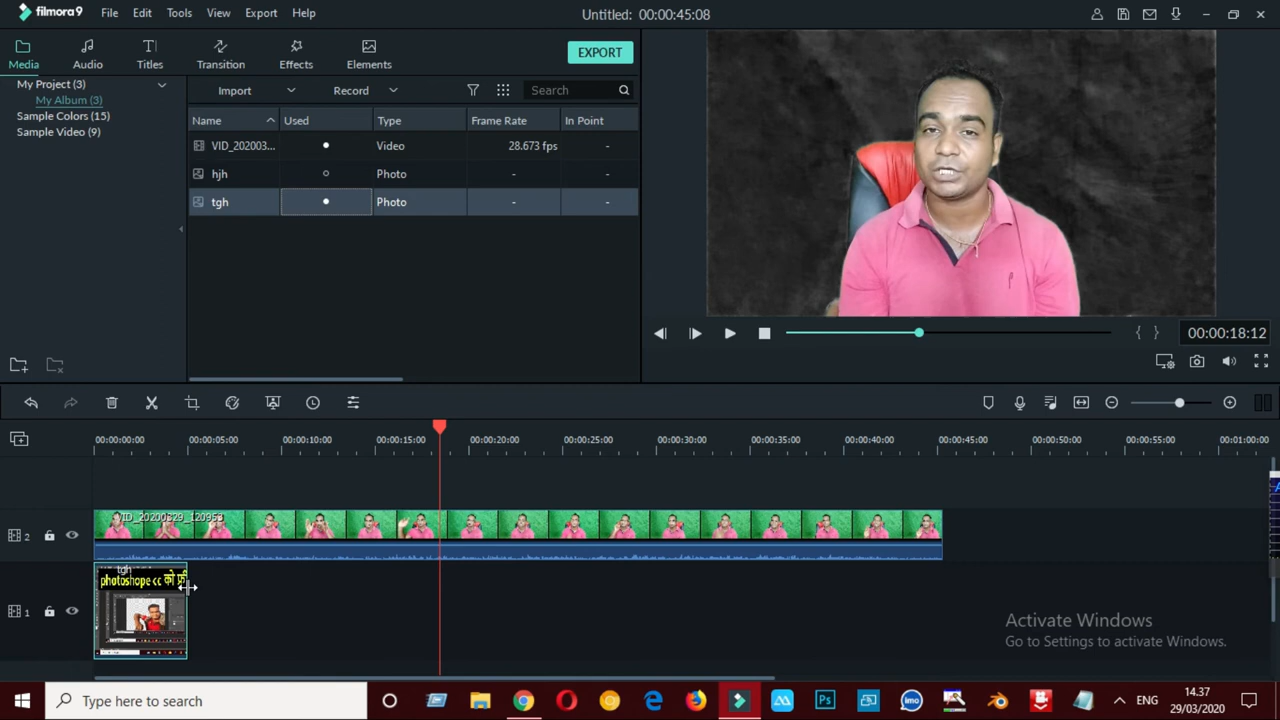 filmora9 File Edit Tools View Export Help Untitled: 00:00:45:08
Media Audio Titles Transition Effects Elements EXPORT
My Project (3)
My Album (3)
Sample Colors (15)
Sample Video (9)
Import Record Search
Name Used Type Frame Rate In Point
VID_202003... Video 28.673 fps -
hjh Photo - -
tgh Photo - -
00:00:18:12
00:00:00:00 00:00:05:00 00:00:10:00 00:00:15:00 00:00:20:00 00:00:25:00 00:00:30:00 00:00:35:00 00:00:40:00 00:00:45:00 00:00:50:00 00:00:55:00 00:01:00:00
VID_20200329_120953
2
tgh
photoshope cc को
1
Activate Windows
Go to Settings to activate Windows.
Type here to search
Ps
imo
ENG
14.37
29/03/2020